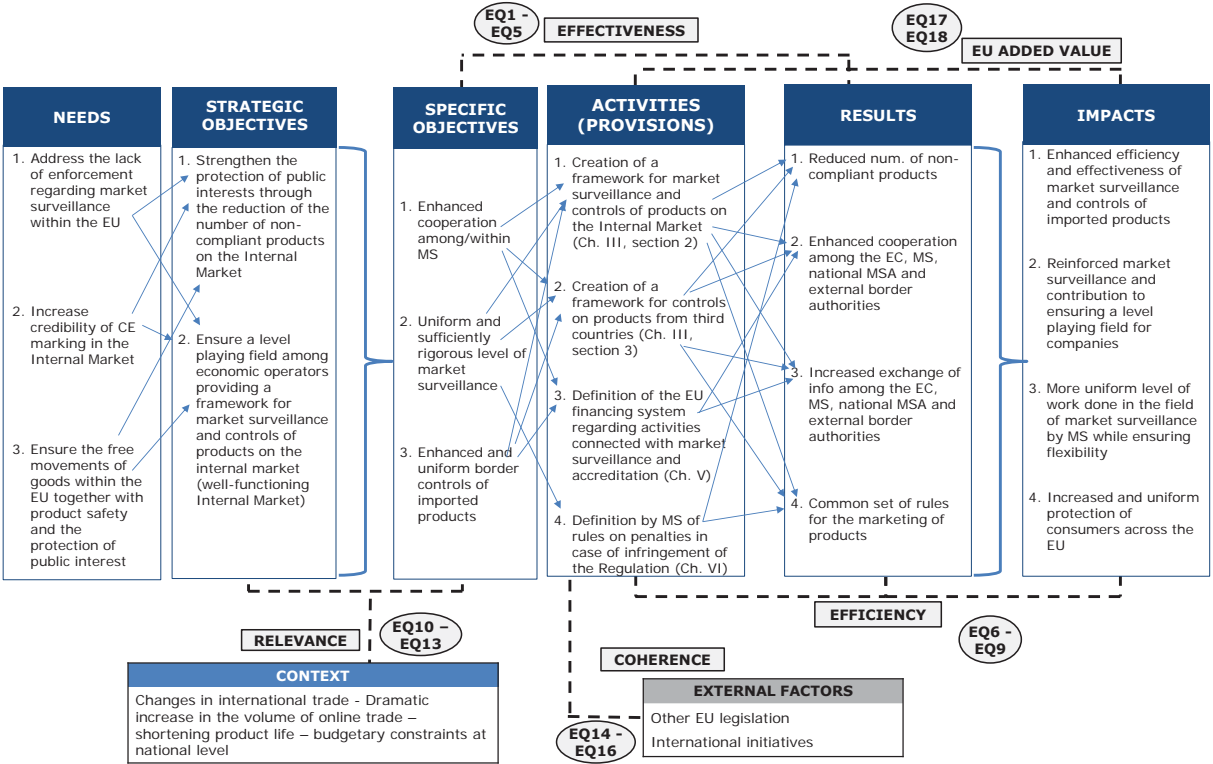 EQ1 -
EQ5
EFFECTIVENESS
EQ17
EQ18
EU ADDED VALUE
NEEDS
1. Address the lack
of enforcement
regarding market
surveillance
within the EU
2. Increase
credibility of CE
marking in the
Internal Market
3. Ensure the free
movements of
goods within the
EU together with
product safety
and the
protection of
public interest
STRATEGIC
OBJECTIVES
1. Strengthen the
protection of public
interests through
the reduction of the
number of non-
compliant products
on the Internal
Market
2. Ensure a level
playing field among
economic operators
providing a
framework for
market surveillance
and controls of
products on the
internal market
(well-functioning
Internal Market)
SPECIFIC
OBJECTIVES
1. Enhanced
cooperation
among/within
MS
2. Uniform and
sufficiently
rigorous level of
market
surveillance
3. Enhanced and
uniform border
controls of
imported
products
ACTIVITIES
(PROVISIONS)
1. Creation of a
framework for market
surveillance and
controls of products on
the Internal Market
(Ch. III, section 2)
2. Creation of a
framework for controls
on products from third
countries (Ch. III,
section 3)
3. Definition of the EU
financing system
regarding activities
connected with market
surveillance and
accreditation (Ch. V)
4. Definition by MS of
rules on penalties in
case of infringement of
the Regulation (Ch. VI)
RESULTS
1. Reduced num. of non-
compliant products
2. Enhanced cooperation
among the EC, MS,
national MSA and
external border
authorities
3. Increased exchange of
info among the EC,
MS, national MSA and
external border
authorities
4. Common set of rules
for the marketing of
products
IMPACTS
1. Enhanced efficiency
and effectiveness of
market surveillance
and controls of
imported products
2. Reinforced market
surveillance and
contribution to
ensuring a level
playing field for
companies
3. More uniform level of
work done in the field
of market surveillance
by MS while ensuring
flexibility
4. Increased and uniform
protection of
consumers across the
EU
RELEVANCE
EQ10 –
EQ13
EFFICIENCY
EQ6 -
EQ9
COHERENCE
CONTEXT
Changes in international trade - Dramatic
increase in the volume of online trade –
shortening product life – budgetary constraints at
national level
EQ14 -
EQ16
EXTERNAL FACTORS
Other EU legislation
International initiatives